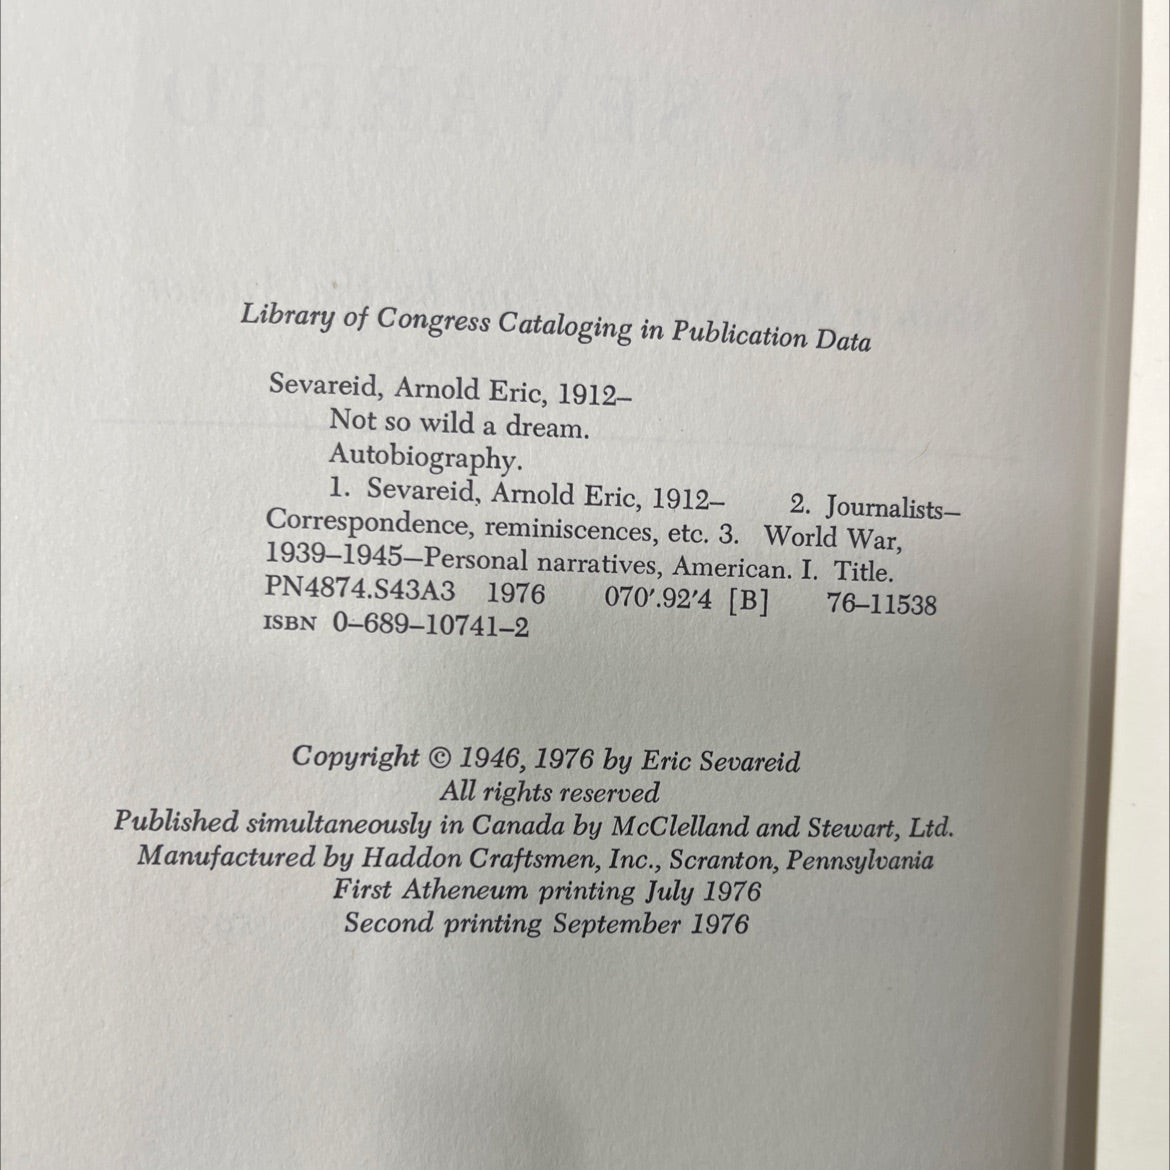 Library of Congress Cataloging in Publication Data
Sevareid, Arnold Eric, 1912–
Not so wild a dream.
Autobiography.
1. Sevareid, Arnold Eric, 1912– 2. Journalists—
Correspondence, reminiscences, etc. 3. World War,
1939–1945—Personal narratives, American. I. Title.
PN4874.S43A3 1976 070′.92′4 [B] 76–11538
ISBN 0–689–10741–2
Copyright © 1946, 1976 by Eric Sevareid
All rights reserved
Published simultaneously in Canada by McClelland and Stewart, Ltd.
Manufactured by Haddon Craftsmen, Inc., Scranton, Pennsylvania
First Atheneum printing July 1976
Second printing September 1976